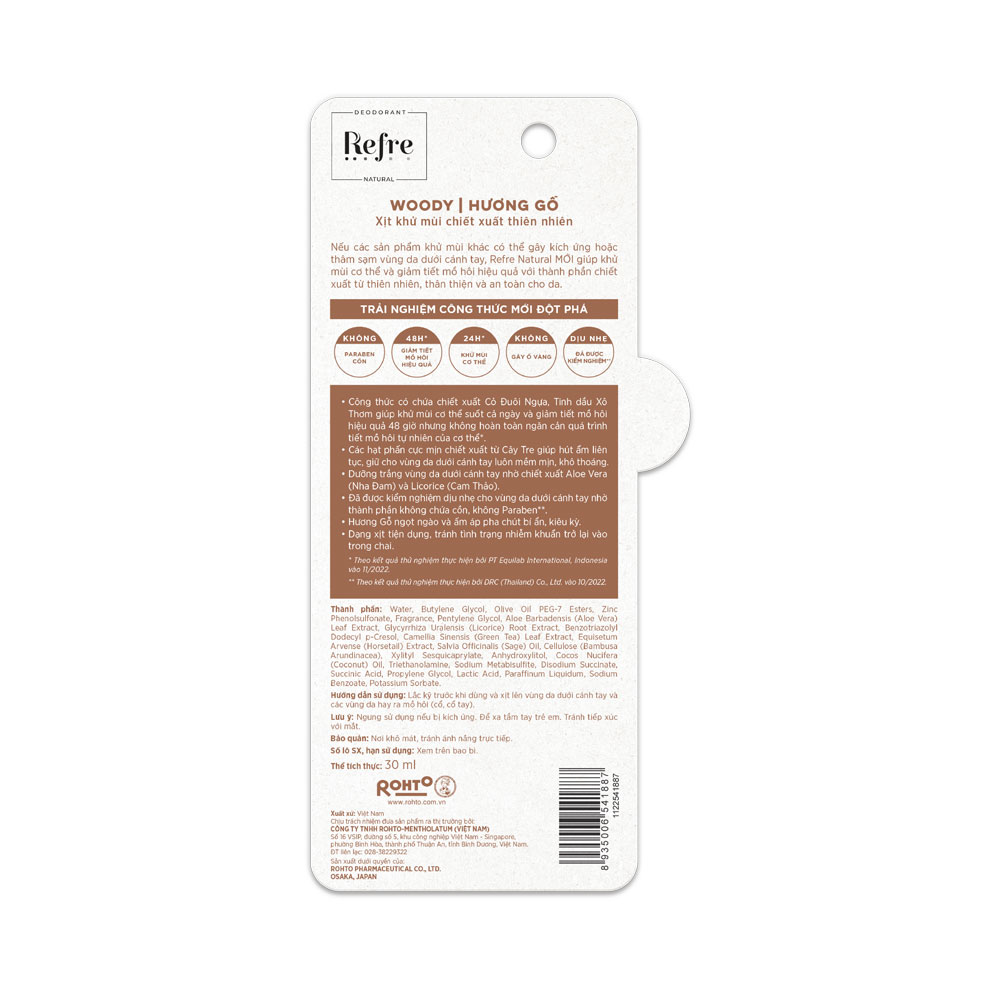 DEODORANT
Refre
NATURAL
WOODY | HƯƠNG GỖ
Xịt khử mùi chiết xuất thiên nhiên
Nếu các sản phẩm khử mùi khác có thể gây kích ứng hoặc
thâm sạm vùng da dưới cánh tay, Refre Natural MỚI giúp khử
mùi cơ thể và giảm tiết mồ hôi hiệu quả với thành phần chiết
xuất từ thiên nhiên, thân thiện và an toàn cho da.
TRẢI NGHIỆM CÔNG THỨC MỚI ĐỘT PHÁ
KHÔNG
PARABEN
CỒN
48H*
GIẢM TIẾT
MỒ HÔI
HIỆU QUẢ
24H*
KHỬ MÙI
CƠ THỂ
KHÔNG
GÂY Ố VÀNG
DỊU NHẸ
ĐÃ ĐƯỢC
KIỂM NGHIỆM**
• Công thức có chứa chiết xuất Cỏ Đuôi Ngựa, Tinh dầu Xô
Thơm giúp khử mùi cơ thể suốt cả ngày và giảm tiết mồ hôi
hiệu quả 48 giờ nhưng không hoàn toàn ngăn cản quá trình
tiết mồ hôi tự nhiên của cơ thể*.
• Các hạt phấn cực mịn chiết xuất từ Cây Tre giúp hút ẩm liên
tục, giữ cho vùng da dưới cánh tay luôn mềm mịn, khô thoáng.
• Dưỡng trắng vùng da dưới cánh tay nhờ chiết xuất Aloe Vera
(Nha Đam) và Licorice (Cam Thảo).
• Đã được kiểm nghiệm dịu nhẹ cho vùng da dưới cánh tay nhờ
thành phần không chứa cồn, không Paraben**.
• Hương Gỗ ngọt ngào và ấm áp pha chút bí ẩn, kiêu kỳ.
• Dạng xịt tiện dụng, tránh tình trạng nhiễm khuẩn trở lại vào
trong chai.
* Theo kết quả thử nghiệm thực hiện bởi PT Equilab International, Indonesia
vào 11/2022.
** Theo kết quả thử nghiệm thực hiện bởi DRC (Thailand) Co., Ltd. vào 10/2022.
Thành phần: Water, Butylene Glycol, Olive Oil PEG-7 Esters, Zinc
Phenolsulfonate, Fragrance, Pentylene Glycol, Aloe Barbadensis (Aloe Vera)
Leaf Extract, Glycyrrhiza Uralensis (Licorice) Root Extract, Benzotriazolyl
Dodecyl p-Cresol, Camellia Sinensis (Green Tea) Leaf Extract, Equisetum
Arvense (Horsetail) Extract, Salvia Officinalis (Sage) Oil, Cellulose (Bambusa
Arundinacea), Xylityl Sesquicaprylate, Anhydroxylitol, Cocos Nucifera
(Coconut) Oil, Triethanolamine, Sodium Metabisulfite, Disodium Succinate,
Succinic Acid, Propylene Glycol, Lactic Acid, Paraffinum Liquidum, Sodium
Benzoate, Potassium Sorbate.
Hướng dẫn sử dụng: Lắc kỹ trước khi dùng và xịt lên vùng da dưới cánh tay và
các vùng da hay ra mồ hôi (cổ, cổ tay).
Lưu ý: Ngưng sử dụng nếu bị kích ứng. Để xa tầm tay trẻ em. Tránh tiếp xúc
với mắt.
Bảo quản: Nơi khô mát, tránh ánh nắng trực tiếp.
Số lô SX, hạn sử dụng: Xem trên bao bì.
Thể tích thực: 30 ml
ROHTO
www.rohto.com.vn
Xuất xứ: Việt Nam
Chịu trách nhiệm đưa sản phẩm ra thị trường bởi:
CÔNG TY TNHH ROHTO-MENTHOLATUM (VIỆT NAM)
Số 16 VSIP, đường số 5, khu công nghiệp Việt Nam - Singapore,
phường Bình Hòa, thành phố Thuận An, tỉnh Bình Dương, Việt Nam.
ĐT liên lạc: 028-38229322
Sản xuất dưới quyền của:
ROHTO PHARMACEUTICAL CO., LTD.
OSAKA, JAPAN
8 935006 541887
1122541887